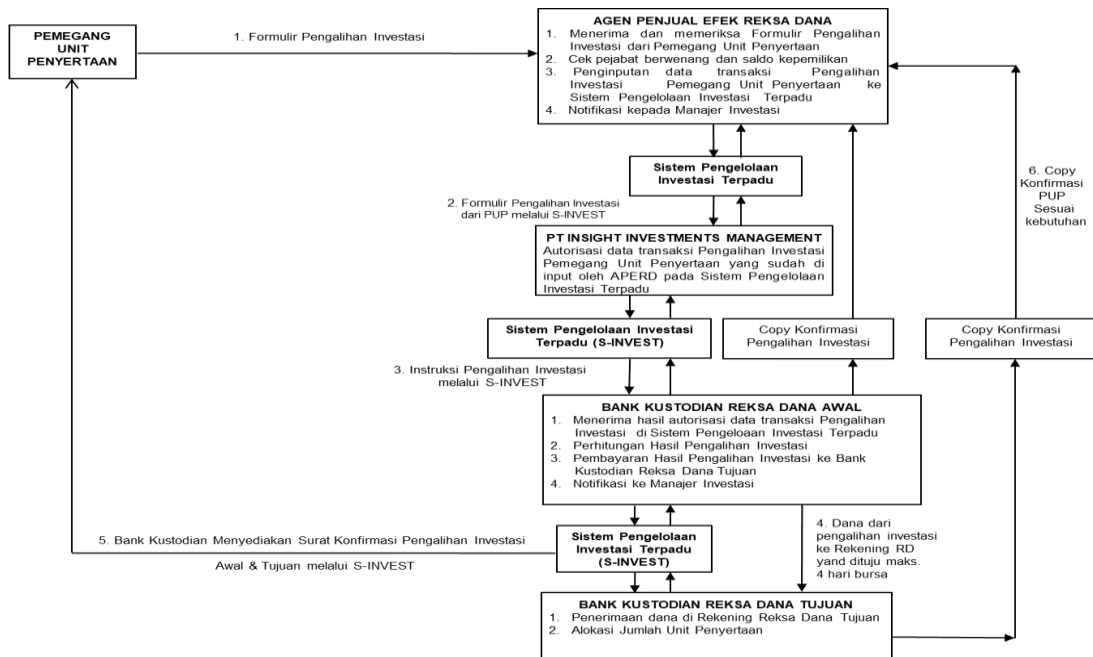 AGEN PENJUAL EFEK REKSA DANA
1. Menerima dan memeriksa Formulir Pengalihan
Investasi dari Pemegang Unit Penyertaan
2. Cek pejabat berwenang dan saldo kepemilikan
3. Penginputan data transaksi Pengalihan
Investasi Pemegang Unit Penyertaan ke
Sistem Pengelolaan Investasi Terpadu
4. Notifikasi kepada Manajer Investasi
PEMEGANG
UNIT
PENYERTAAN
1. Formulir Pengalihan Investasi
Sistem Pengelolaan
Investasi Terpadu
2. Formulir Pengalihan Investasi
dari PUP melalui S-INVEST
6. Copy
Konfirmasi
PUP
Sesuai
kebutuhan
PT INSIGHT INVESTMENTS MANAGEMENT
Autorisasi data transaksi Pengalihan Investasi
Pemegang Unit Penyertaan yang sudah di
input oleh APERD pada Sistem Pengelolaan
Investasi Terpadu
Sistem Pengelolaan Investasi
Terpadu (S-INVEST)
Copy Konfirmasi
Pengalihan Investasi
Copy Konfirmasi
Pengalihan Investasi
3. Instruksi Pengalihan Investasi
melalui S-INVEST
BANK KUSTODIAN REKSA DANA AWAL
1. Menerima hasil autorisasi data transaksi Pengalihan
Investasi di Sistem Pengeloaan Investasi Terpadu
2. Perhitungan Hasil Pengalihan Investasi
3. Pembayaran Hasil Pengalihan Investasi ke Bank
Kustodian Reksa Dana Tujuan
4. Notifikasi ke Manajer Investasi
5. Bank Kustodian Menyediakan Surat Konfirmasi Pengalihan Investasi
Awal & Tujuan melalui S-INVEST
Sistem Pengelolaan
Investasi Terpadu
(S-INVEST)
4. Dana dari
pengalihan investasi
ke Rekening RD
yand dituju maks.
4 hari bursa
BANK KUSTODIAN REKSA DANA TUJUAN
1. Penerimaan dana di Rekening Reksa Dana Tujuan
2. Alokasi Jumlah Unit Penyertaan